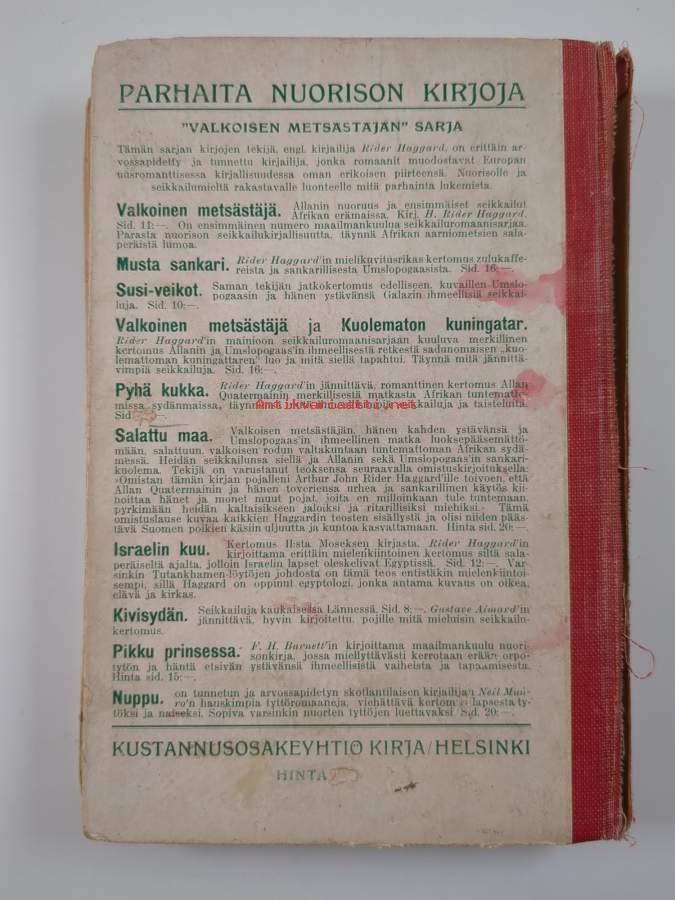 PARHAITA NUORISON KIRJOJA
"VALKOISEN METSÄSTÄJÄN" SARJA
Tämän sarjan kirjojen tekijä, engl. kirjailija Rider Haggard, on erittäin ar-
vossapidetty ja tunnettu kirjailija, jonka romaanit muodostavat Europan
uusromanttisessa kirjallisuudessa oman erikoisen piirteensä. Nuorisolle ja
seikkailumieltä rakastavalle luonteelle mitä parhainta lukemista.
Valkoinen metsästäjä. Allanin nuoruus ja ensimmäiset seikkailut
Afrikan erämaissa. Kirj. H. Rider Haggard.
Sid. 11:—. On ensimmäinen numero maailmankuulua seikkailuromaanisarjaa.
Parasta nuorison seikkailukirjallisuutta, täynnä Afrikan aarniometsien sala-
peräistä lumoa.
Musta sankari. Rider Haggard'in mielikuvitusrikas kertomus zulukaffe-
reista ja sankarillisesta Umslopogaasista. Sid. 16:—.
Susi-veikot. Saman tekijän jatkokertomus edelliseen, kuvaillen Umslo-
pogaasin ja hänen ystävänsä Galazin ihmeellisiä seikkai-
luja. Sid. 10:—.
Valkoinen metsästäjä ja Kuolematon kuningatar.
Rider Haggard'in mainioon seikkailuromaanisarjaan kuuluva merkillinen
kertomus Allanin ja Umslopogaas'in ihmeellisestä retkestä sadunomaisen „kuo-
lemattoman kuningattaren" luo ja mitä siellä tapahtui. Täynnä mitä jännittä-
vimpiä seikkailuja. Sid. 16:—.
Pyhä kukka. Rider Haggard'in jännittävä, romanttinen kertomus Allan
Quatermainin merkillisestä matkasta Afrikan tuntematto-
missa sydänmaissa, täynnä seikkailuja ja taisteluita.
Antikvariaatti.net
Sid
Salattu maa. Valkoisen metsästäjän, hänen kahden ystävänsä ja
Umslopogaas'in ihmeellinen matka luoksepääsemättö-
mään, salattuun, valkoisen rodun valtakuntaan tuntemattoman Afrikan sydä-
messä. Heidän seikkailunsa siellä ja Allanin sekä Umslopogaas'in sankari-
kuolema. Tekijä on varustanut teoksensa seuraavalla omistuskirjoituksella:
»Omistan tämän kirjan pojalleni Arthur John Rider Haggard'ille toivoen, että
Allan Quatermainin ja hänen toveriensa urhea ja sankarillinen käytös kii-
hoittaa hänet ja monet muut pojat, joita en milloinkaan tule tuntemaan,
pyrkimään heidän kaltaisikseen jaloiksi ja ritarillisiksi miehiksi.» Tämä
omistuslause kuvaa kaikkien Haggardin teosten sisällystä ja olisi niiden pääs-
tävä Suomen poikien käsiin uljuutta ja kuntoa kasvattamaan. Hinta sid. 20:—.
Israelin kuu. Kertomus II:sta Moseksen kirjasta. Rider Haggard'in
kirjoittama erittäin mielenkiintoinen kertomus siltä sala-
peräiseltä ajalta, jolloin Israelin lapset oleskelivat Egyptissä. Sid. 12:—. Var-
sinkin Tutankhamen-löytöjen johdosta on tämä teos entistäkin mielenkiintoi-
sempi, sillä Haggard on oppinut egyptologi, jonka antama kuvaus on oikea,
elävä ja kirkas.
Kivisydän. Seikkailuja kaukaisessa Lännessä. Sid. 8:—. Gustave Aimard'in
jännittävä, hyvin kirjoitettu, pojille mitä mieluisin seikkailu-
kertomus.
Pikku prinsessa. F. H. Burnett'in kirjoittama maailmankuulu nuori-
sonkirja, jossa miellyttävästi kerrotaan erään orpo-
tytön ja häntä etsivän ystävänsä ihmeellisistä vaiheista ja tapaamisesta.
Hinta sid. 15:—.
Nuppu. on tunnetun ja arvossapidetyn skotlantilaisen kirjailijan Neil Mun-
ro'n hauskimpia tyttöromaaneja, viehättävä kertomus lapsesta ty-
töksi ja naiseksi. Sopiva varsinkin nuorten tyttöjen luettavaksi. Sid. 20:—.
KUSTANNUSOSAKEYHTIÖ KIRJA / HELSINKI
HINTA